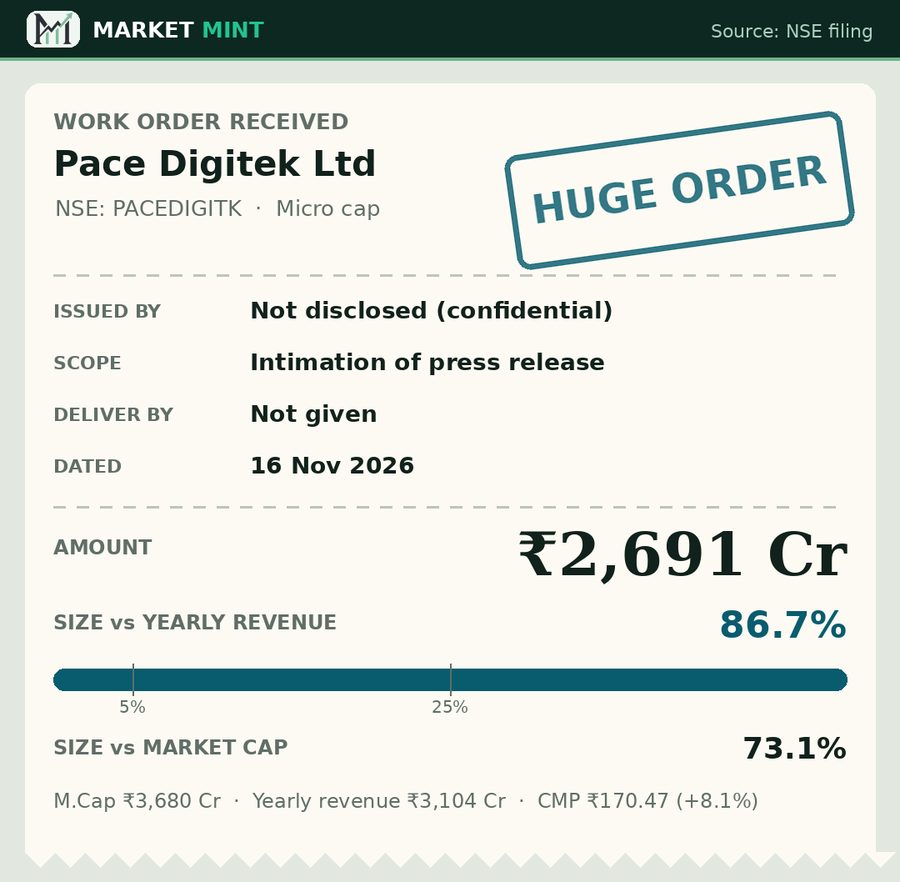 MARKET MINT
Source: NSE filing
WORK ORDER RECEIVED
Pace Digitek Ltd
NSE: PACEDIGITK · Micro cap
HUGE ORDER
ISSUED BY Not disclosed (confidential)
SCOPE Intimation of press release
DELIVER BY Not given
DATED 16 Nov 2026
AMOUNT ₹2,691 Cr
SIZE vs YEARLY REVENUE 86.7%
5% 25%
SIZE vs MARKET CAP 73.1%
M.Cap ₹3,680 Cr · Yearly revenue ₹3,104 Cr · CMP ₹170.47 (+8.1%)